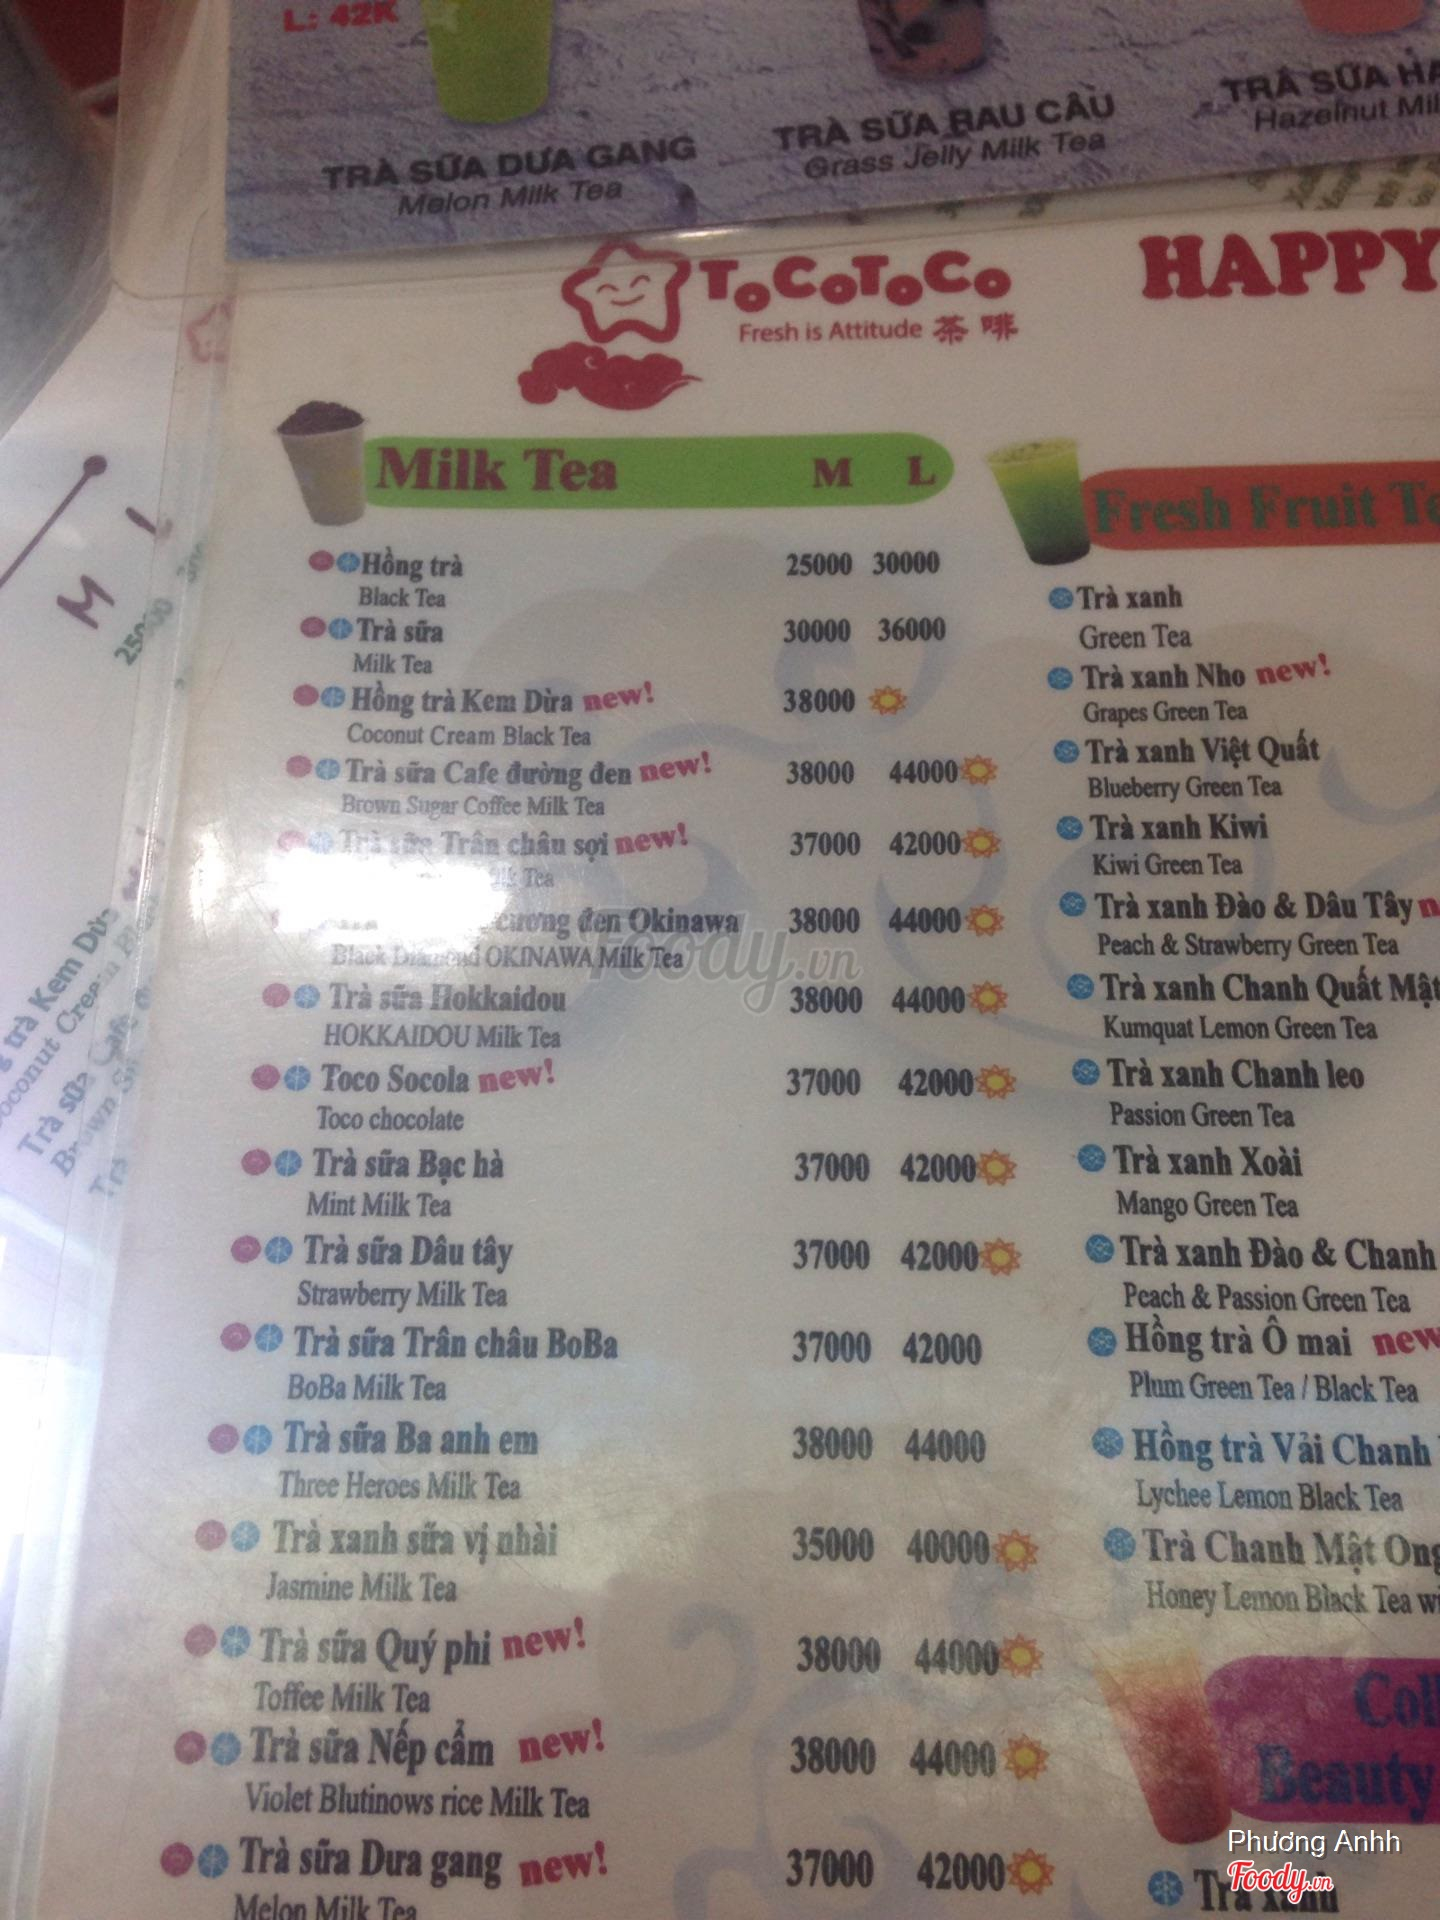 L: 42K
TRÀ SỮA DƯA GANG
Melon Milk Tea
TRÀ SỮA RAU CÂU
Grass Jelly Milk Tea
TRÀ SỮA
Hazelnut
TOCOTOCO
Fresh is Attitude 茶啡
HAPPY
Milk Tea M L
Hồng trà 25000 30000
Black Tea
Trà sữa 30000 36000
Milk Tea
Hồng trà Kem Dừa new! 38000
Coconut Cream Black Tea
Trà sữa Cafe đường đen new! 38000 44000
Brown Sugar Coffee Milk Tea
Trà sữa Trân châu sợi new! 37000 42000
Tea
đen Okinawa 38000 44000
Black Diamond OKINAWA Milk Tea
Trà sữa Hokkaidou 38000 44000
HOKKAIDOU Milk Tea
Toco Socola new! 37000 42000
Toco chocolate
Trà sữa Bạc hà 37000 42000
Mint Milk Tea
Trà sữa Dâu tây 37000 42000
Strawberry Milk Tea
Trà sữa Trân châu BoBa 37000 42000
BoBa Milk Tea
Trà sữa Ba anh em 38000 44000
Three Heroes Milk Tea
Trà xanh sữa vị nhài 35000 40000
Jasmine Milk Tea
Trà sữa Quý phi new! 38000 44000
Toffee Milk Tea
Trà sữa Nếp cẩm new! 38000 44000
Violet Blutinows rice Milk Tea
Trà sữa Dưa gang new! 37000 42000
Melon Milk Tea
Fresh Fruit
Trà xanh
Green Tea
Trà xanh Nho new!
Grapes Green Tea
Trà xanh Việt Quất
Blueberry Green Tea
Trà xanh Kiwi
Kiwi Green Tea
Trà xanh Đào & Dâu Tây
Peach & Strawberry Green Tea
Trà xanh Chanh Quất Mật
Kumquat Lemon Green Tea
Trà xanh Chanh leo
Passion Green Tea
Trà xanh Xoài
Mango Green Tea
Trà xanh Đào & Chanh
Peach & Passion Green Tea
Hồng trà Ô mai new
Plum Green Tea / Black Tea
Hồng trà Vải Chanh
Lychee Lemon Black Tea
Trà Chanh Mật Ong
Honey Lemon Black Tea
Beauty
Trà xanh
M L
Trà sữa
Foody.vn
Phương Anhh
Foody.vn